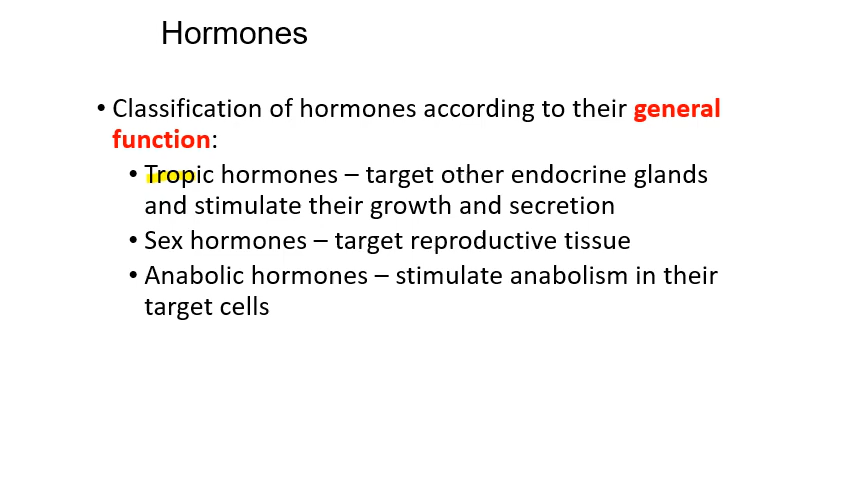 Hormones
• Classification of hormones according to their general
function:
• Tropic hormones – target other endocrine glands
and stimulate their growth and secretion
• Sex hormones – target reproductive tissue
• Anabolic hormones – stimulate anabolism in their
target cells